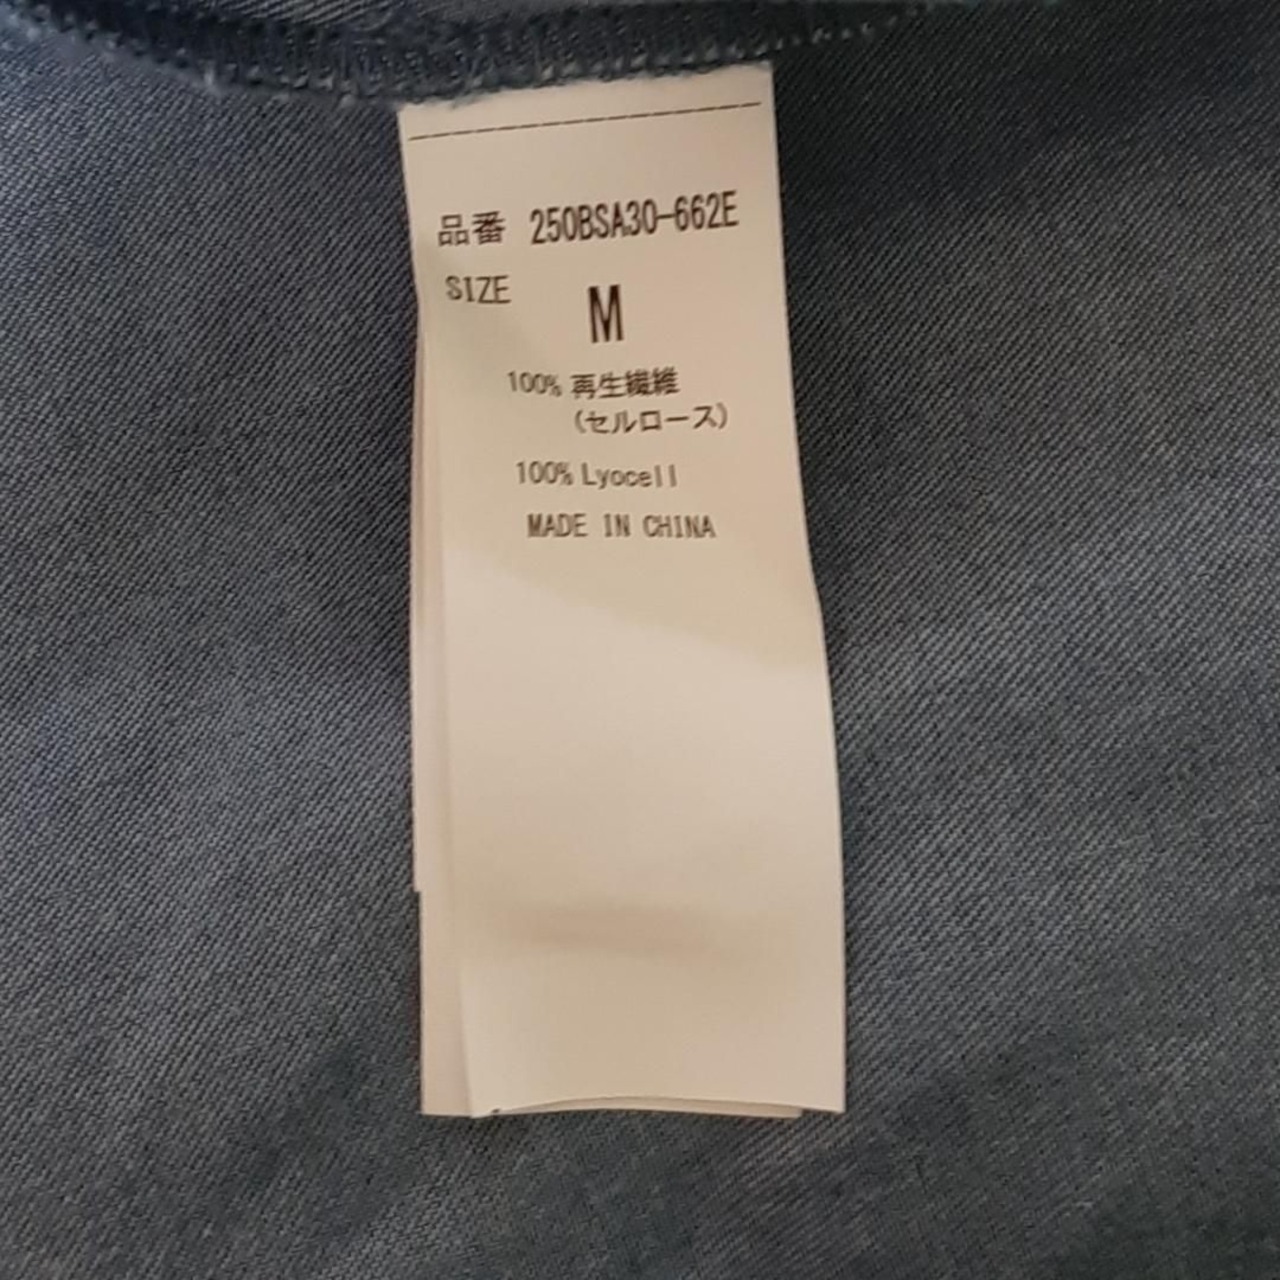 品番 250BSA30-662E
SIZE M
100% 再生繊維
(セルロース)
100% Lyocell
MADE IN CHINA